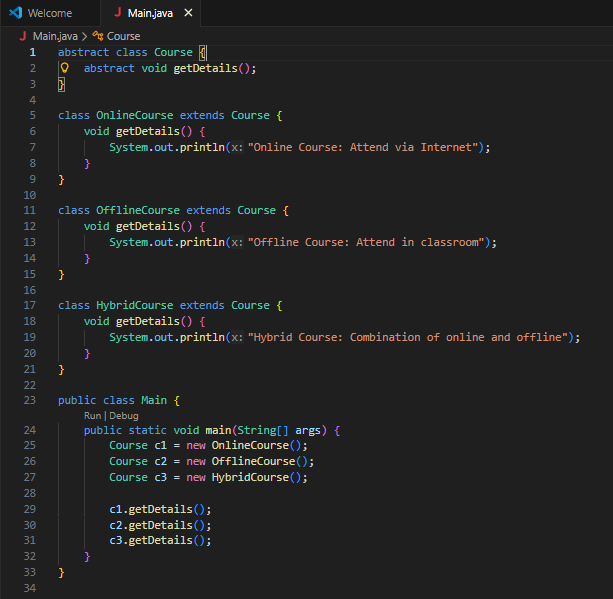 Welcome Main.java
Main.java > Course
1 abstract class Course {
2     abstract void getDetails();
3 }
4
5 class OnlineCourse extends Course {
6     void getDetails() {
7         System.out.println(x: "Online Course: Attend via Internet");
8     }
9 }
10
11 class OfflineCourse extends Course {
12     void getDetails() {
13         System.out.println(x: "Offline Course: Attend in classroom");
14     }
15 }
16
17 class HybridCourse extends Course {
18     void getDetails() {
19         System.out.println(x: "Hybrid Course: Combination of online and offline");
20     }
21 }
22
23 public class Main {
Run | Debug
24     public static void main(String[] args) {
25         Course c1 = new OnlineCourse();
26         Course c2 = new OfflineCourse();
27         Course c3 = new HybridCourse();
28
29         c1.getDetails();
30         c2.getDetails();
31         c3.getDetails();
32     }
33 }
34